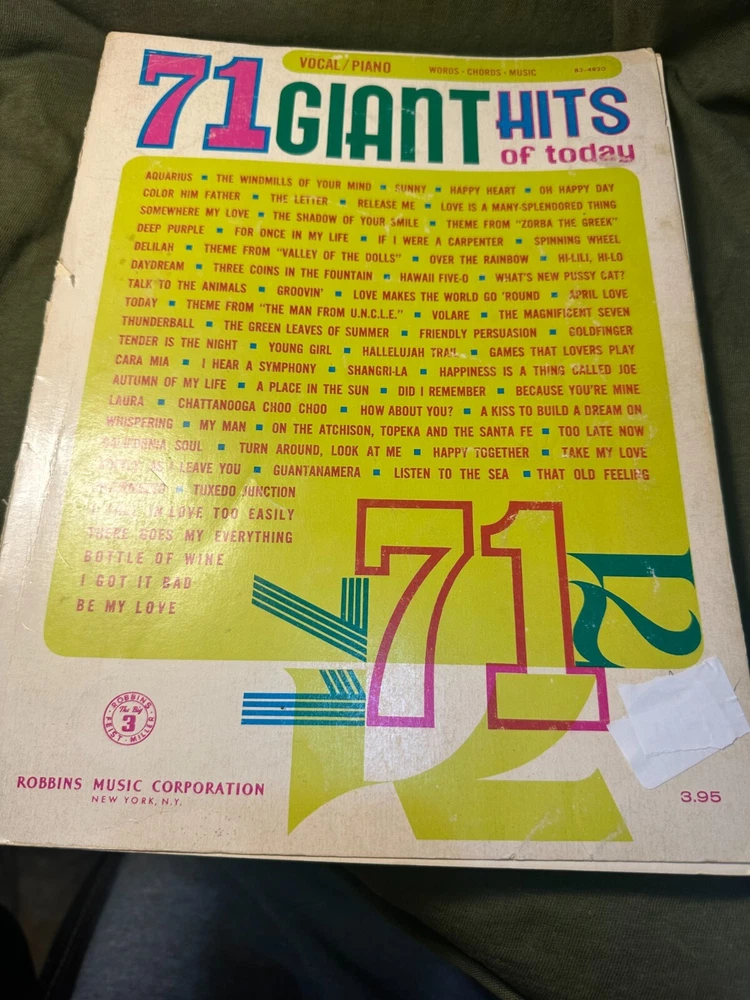 VOCAL/PIANO WORDS · CHORDS · MUSIC
71 GIANT HITS
of today
AQUARIUS ▪ THE WINDMILLS OF YOUR MIND ▪ SUNNY ▪ HAPPY HEART ▪ OH HAPPY DAY
COLOR HIM FATHER ▪ THE LETTER ▪ RELEASE ME ▪ LOVE IS A MANY-SPLENDORED THING
SOMEWHERE MY LOVE ▪ THE SHADOW OF YOUR SMILE ▪ THEME FROM "ZORBA THE GREEK"
DEEP PURPLE ▪ FOR ONCE IN MY LIFE ▪ IF I WERE A CARPENTER ▪ SPINNING WHEEL
DELILAH ▪ THEME FROM "VALLEY OF THE DOLLS" ▪ OVER THE RAINBOW ▪ HI-LILI, HI-LO
DAYDREAM ▪ THREE COINS IN THE FOUNTAIN ▪ HAWAII FIVE-O ▪ WHAT'S NEW PUSSY CAT?
TALK TO THE ANIMALS ▪ GROOVIN' ▪ LOVE MAKES THE WORLD GO 'ROUND ▪ APRIL LOVE
TODAY ▪ THEME FROM "THE MAN FROM U.N.C.L.E." ▪ VOLARE ▪ THE MAGNIFICENT SEVEN
THUNDERBALL ▪ THE GREEN LEAVES OF SUMMER ▪ FRIENDLY PERSUASION ▪ GOLDFINGER
TENDER IS THE NIGHT ▪ YOUNG GIRL ▪ HALLELUJAH TRAIL ▪ GAMES THAT LOVERS PLAY
CARA MIA ▪ I HEAR A SYMPHONY ▪ SHANGRI-LA ▪ HAPPINESS IS A THING CALLED JOE
AUTUMN OF MY LIFE ▪ A PLACE IN THE SUN ▪ DID I REMEMBER ▪ BECAUSE YOU'RE MINE
LAURA ▪ CHATTANOOGA CHOO CHOO ▪ HOW ABOUT YOU? ▪ A KISS TO BUILD A DREAM ON
WHISPERING ▪ MY MAN ▪ ON THE ATCHISON, TOPEKA AND THE SANTA FE ▪ TOO LATE NOW
CALIFORNIA SOUL ▪ TURN AROUND, LOOK AT ME ▪ HAPPY TOGETHER ▪ TAKE MY LOVE
AS I LEAVE YOU ▪ GUANTANAMERA ▪ LISTEN TO THE SEA ▪ THAT OLD FEELING
▪ TUXEDO JUNCTION
IN LOVE TOO EASILY
THERE GOES MY EVERYTHING
BOTTLE OF WINE
I GOT IT BAD
BE MY LOVE
71
ROBBINS
The Big
3
FEIST · MILLER
ROBBINS MUSIC CORPORATION
NEW YORK, N.Y.
3.95